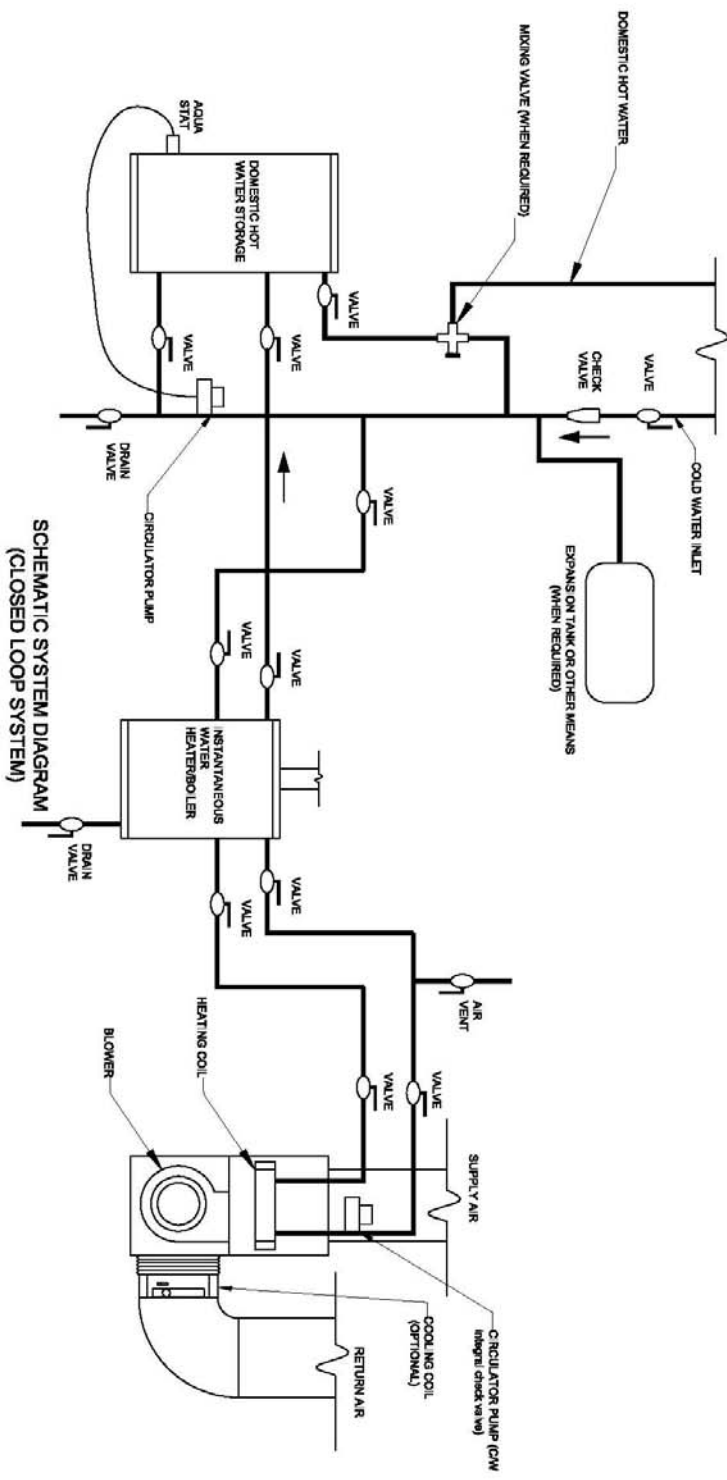 DOMESTIC HOT WATER
MIXING VALVE (WHEN REQUIRED)
VALVE
CHECK
VALVE
COLD WATER INLET
EXPANSION TANK OR OTHER MEANS
(WHEN REQUIRED)
AQUA
STAT
DOMESTIC HOT
WATER STORAGE
VALVE
VALVE
VALVE
DRAIN
VALVE
CIRCULATOR PUMP
VALVE
VALVE
VALVE
INSTANTANEOUS
WATER
HEATER/BOILER
DRAIN
VALVE
VALVE
VALVE
AIR
VENT
VALVE
VALVE
HEATING COIL
BLOWER
SUPPLY AIR
CIRCULATOR PUMP (C/W
integral check valve)
COOLING COIL
(OPTIONAL)
RETURN AIR
SCHEMATIC SYSTEM DIAGRAM
(CLOSED LOOP SYSTEM)